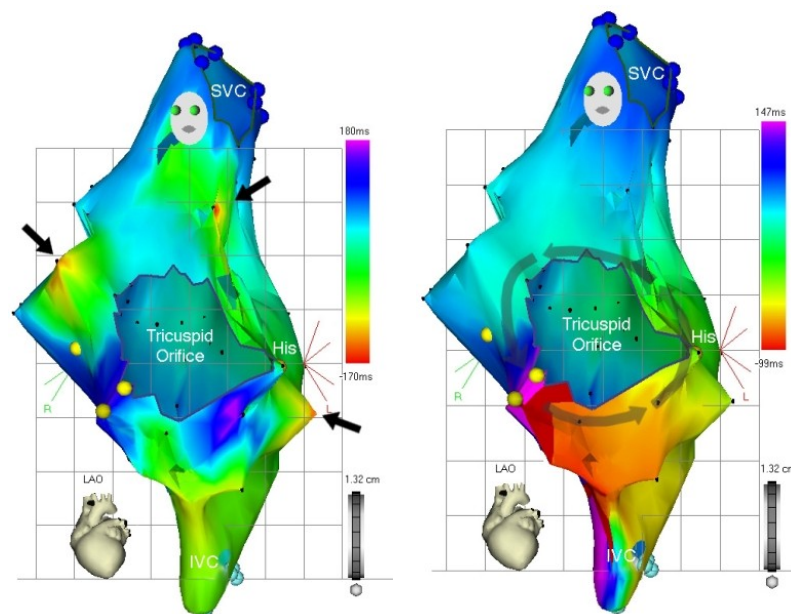 SVC
180ms
Tricuspid
Orifice
His
-170ms
R
L
LAO
1.32 cm
IVC
SVC
147ms
Tricuspid
Orifice
His
-99ms
R
L
LAO
1.32 cm
IVC